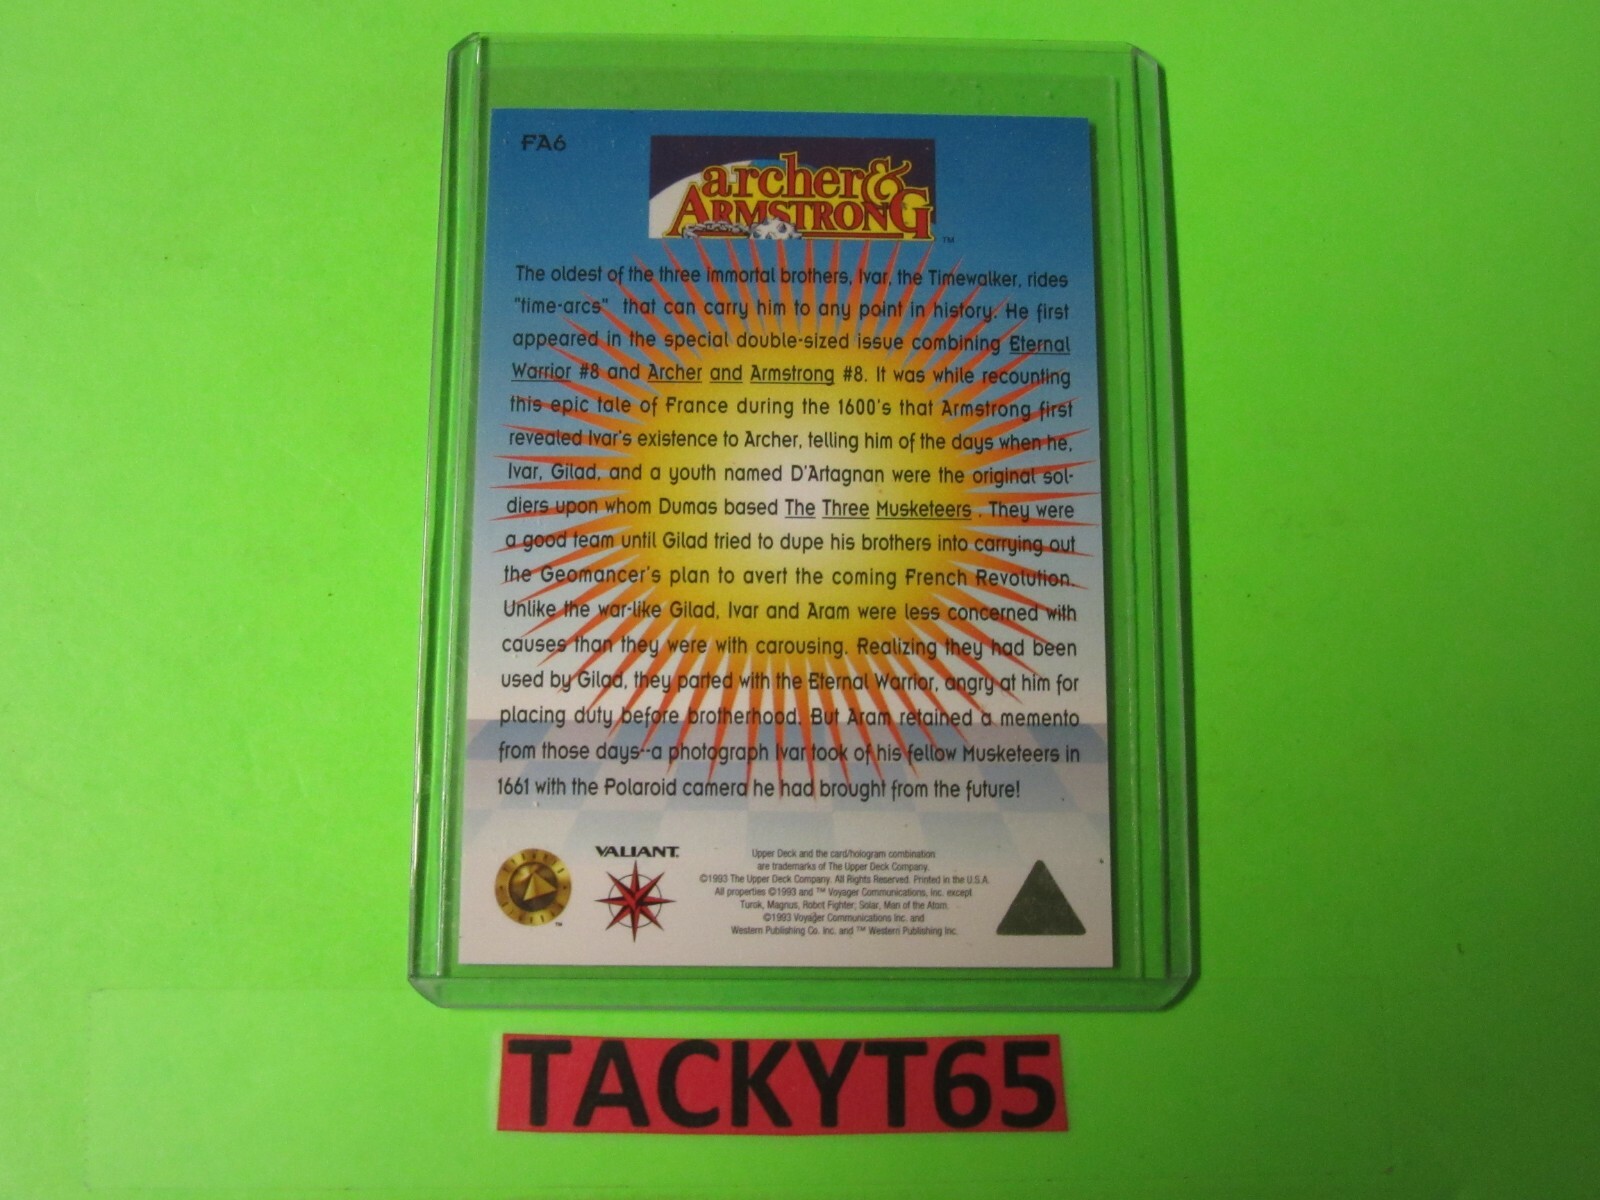 FA6
archer &
ARMSTRONG
™
The oldest of the three immortal brothers, Ivar, the Timewalker, rides
"time-arcs" that can carry him to any point in history. He first
appeared in the special double-sized issue combining Eternal
Warrior #8 and Archer and Armstrong #8. It was while recounting
this epic tale of France during the 1600's that Armstrong first
revealed Ivar's existence to Archer, telling him of the days when he,
Ivar, Gilad, and a youth named D'Artagnan were the original sol-
diers upon whom Dumas based The Three Musketeers . They were
a good team until Gilad tried to dupe his brothers into carrying out
the Geomancer's plan to avert the coming French Revolution.
Unlike the war-like Gilad, Ivar and Aram were less concerned with
causes than they were with carousing. Realizing they had been
used by Gilad, they parted with the Eternal Warrior, angry at him for
placing duty before brotherhood. But Aram retained a memento
from those days--a photograph Ivar took of his fellow Musketeers in
1661 with the Polaroid camera he had brought from the future!
VALIANT.
™
Upper Deck and the card/hologram combination
are trademarks of The Upper Deck Company.
©1993 The Upper Deck Company. All Rights Reserved. Printed in the U.S.A.
All properties ©1993 and ™ Voyager Communications, Inc. except
Turok, Magnus, Robot Fighter; Solar, Man of the Atom.
©1993 Voyager Communications Inc. and
Western Publishing Co. Inc. and ™ Western Publishing Inc.
TACKYT65